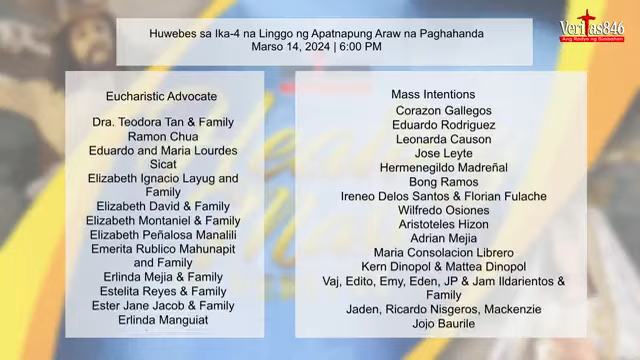 Huwebes sa Ika-4 na Linggo ng Apatnapung Araw na Paghahanda
Marso 14, 2024 | 6:00 PM
Veritas846
Ang Radyo ng Simbahan
Eucharistic Advocate
Dra. Teodora Tan & Family
Ramon Chua
Eduardo and Maria Lourdes
Sicat
Elizabeth Ignacio Layug and
Family
Elizabeth David & Family
Elizabeth Montaniel & Family
Elizabeth Peñalosa Manalili
Emerita Rublico Mahunapit
and Family
Erlinda Mejia & Family
Estelita Reyes & Family
Ester Jane Jacob & Family
Erlinda Manguiat
Mass Intentions
Corazon Gallegos
Eduardo Rodriguez
Leonarda Causon
Jose Leyte
Hermenegildo Madreñal
Bong Ramos
Ireneo Delos Santos & Florian Fulache
Wilfredo Osiones
Aristoteles Hizon
Adrian Mejia
Maria Consolacion Librero
Kern Dinopol & Mattea Dinopol
Vaj, Edito, Emy, Eden, JP & Jam Ildarientos &
Family
Jaden, Ricardo Nisgeros, Mackenzie
Jojo Baurile